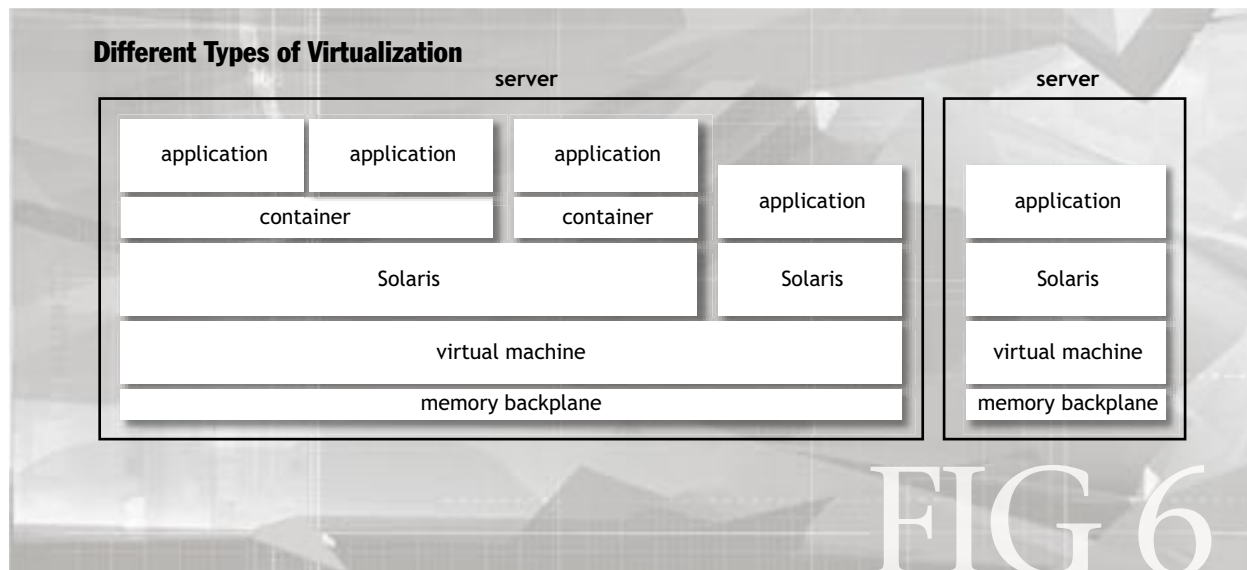 Different Types of Virtualization
server
server
application application application
application
application
container container
Solaris Solaris Solaris
virtual machine virtual machine
memory backplane memory backplane
FIG 6